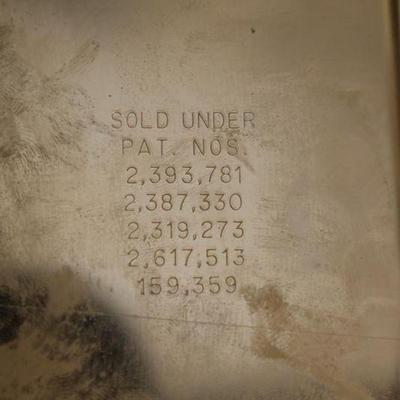 SOLD UNDER
PAT. NOS.
2,393,781
2,387,330
2,319,273
2,617,513
159,359